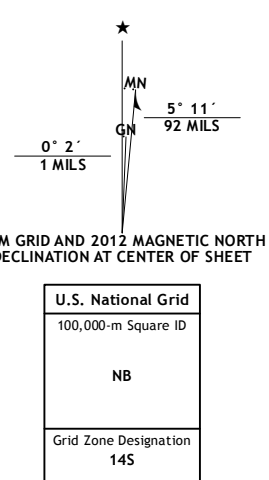 ★
MN
5° 11´
92 MILS
GN
0° 2´
1 MILS
M GRID AND 2012 MAGNETIC NORTH
DECLINATION AT CENTER OF SHEET
U.S. National Grid
100,000-m Square ID
NB
Grid Zone Designation
14S